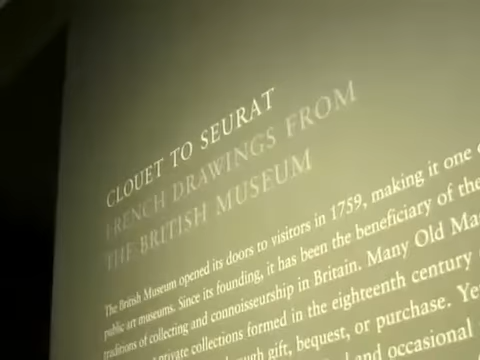 CLOUET TO SEURAT
FRENCH DRAWINGS FROM
THE BRITISH MUSEUM
The British Museum opened its doors to visitors in 1759, making it one
public art museums. Since its founding, it has been the beneficiary of the
traditions of collecting and connoisseurship in Britain. Many Old
private collections formed in the eighteenth century
gift, bequest, or purchase.
and occasional